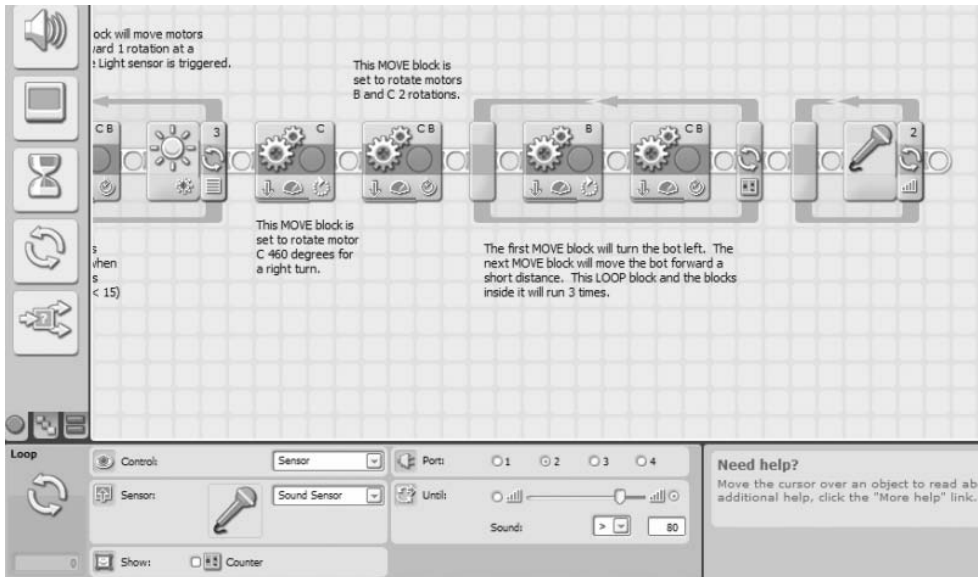 ock will move motors
ard 1 rotation at a
e Light sensor is triggered.
This MOVE block is
set to rotate motors
B and C 2 rotations.
C B
3
C
C B
B
C B
2
This MOVE block is
set to rotate motor
C 460 degrees for
a right turn.
s
when
s
< 15)
The first MOVE block will turn the bot left. The
next MOVE block will move the bot forward a
short distance. This LOOP block and the blocks
inside it will run 3 times.
Loop
0
Control:
Sensor
Sensor:
Sound Sensor
Show:
Counter
Port:
1 2 3 4
Until:
Sound:
>
80
Need help?
Move the cursor over an object to read ab
additional help, click the "More help" link.